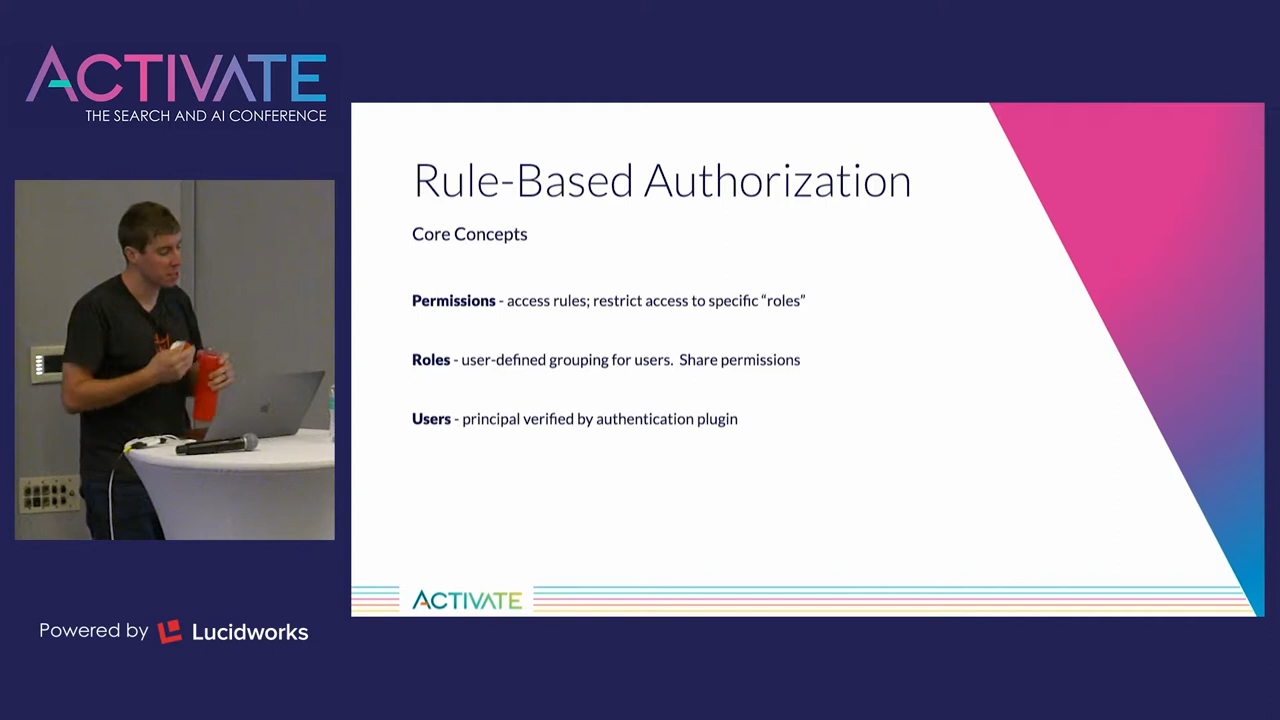 ACTIVATE
THE SEARCH AND AI CONFERENCE
Rule-Based Authorization
Core Concepts
Permissions - access rules; restrict access to specific “roles”
Roles - user-defined grouping for users.  Share permissions
Users - principal verified by authentication plugin
ACTIVATE
Powered by Lucidworks